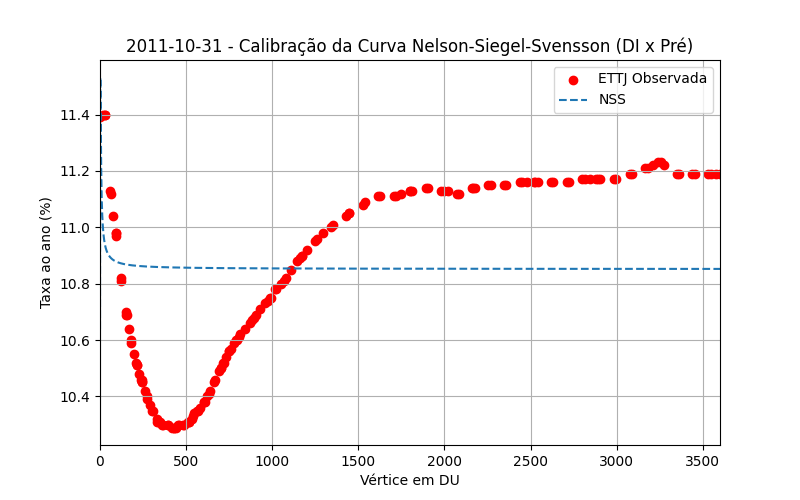 2011-10-31 - Calibração da Curva Nelson-Siegel-Svensson (DI x Pré)
ETTJ Observada
NSS
Taxa ao ano (%)
11.4
11.2
11.0
10.8
10.6
10.4
0 500 1000 1500 2000 2500 3000 3500
Vértice em DU